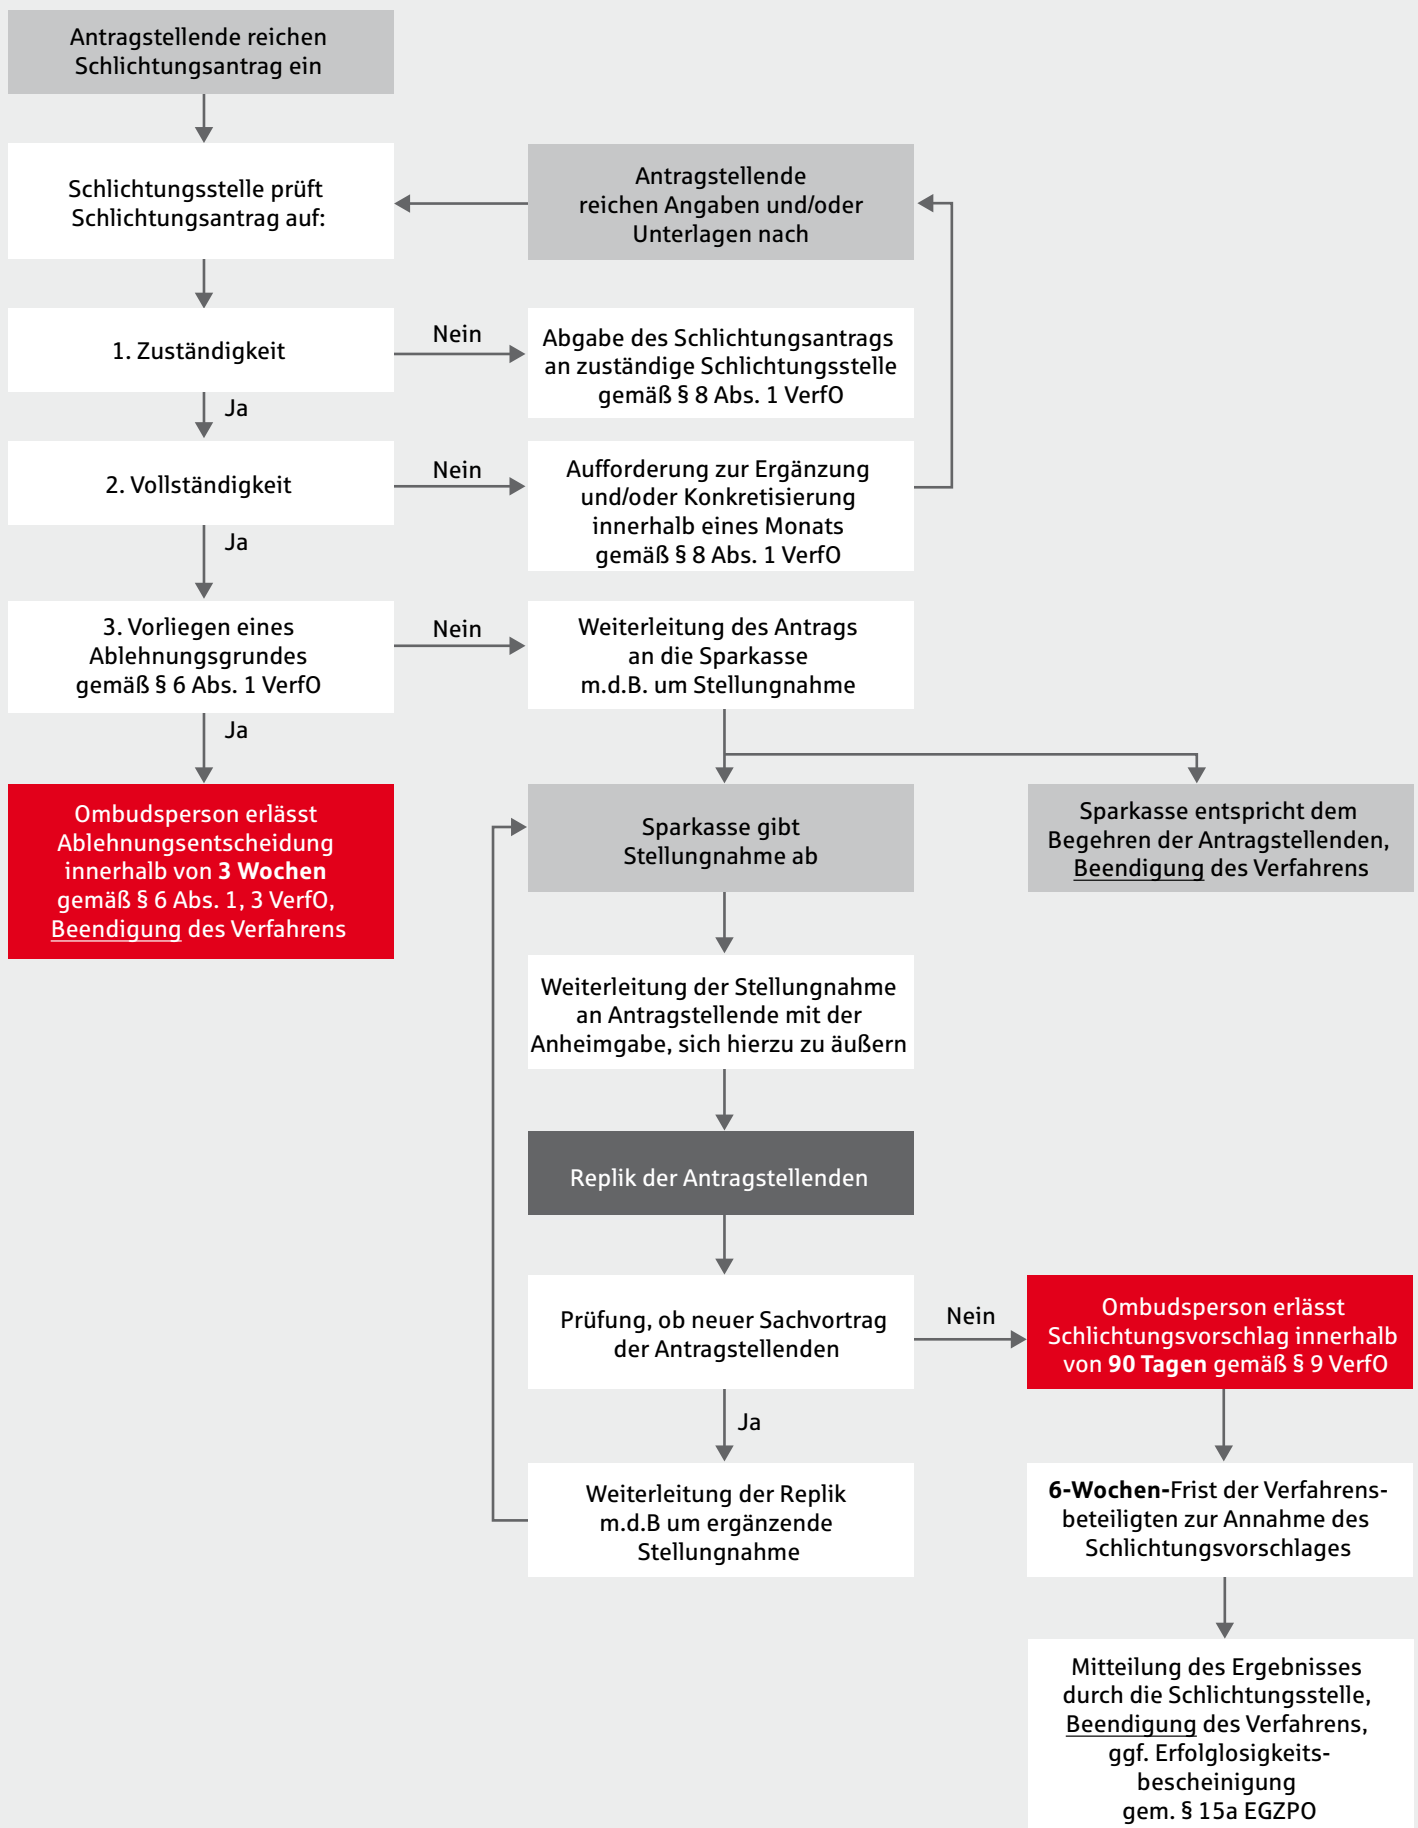 Antragstellende reichen
Schlichtungsantrag ein
Schlichtungsstelle prüft
Schlichtungsantrag auf:
Antragstellende
reichen Angaben und/oder
Unterlagen nach
1. Zuständigkeit
Nein
Abgabe des Schlichtungsantrags
an zuständige Schlichtungsstelle
gemäß § 8 Abs. 1 VerfO
Ja
2. Vollständigkeit
Nein
Aufforderung zur Ergänzung
und/oder Konkretisierung
innerhalb eines Monats
gemäß § 8 Abs. 1 VerfO
Ja
3. Vorliegen eines
Ablehnungsgrundes
gemäß § 6 Abs. 1 VerfO
Nein
Weiterleitung des Antrags
an die Sparkasse
m.d.B. um Stellungnahme
Ja
Ombudsperson erlässt
Ablehnungsentscheidung
innerhalb von 3 Wochen
gemäß § 6 Abs. 1, 3 VerfO,
Beendigung des Verfahrens
Sparkasse gibt
Stellungnahme ab
Sparkasse entspricht dem
Begehren der Antragstellenden,
Beendigung des Verfahrens
Weiterleitung der Stellungnahme
an Antragstellende mit der
Anheimgabe, sich hierzu zu äußern
Replik der Antragstellenden
Prüfung, ob neuer Sachvortrag
der Antragstellenden
Nein
Ombudsperson erlässt
Schlichtungsvorschlag innerhalb
von 90 Tagen gemäß § 9 VerfO
Ja
Weiterleitung der Replik
m.d.B um ergänzende
Stellungnahme
6-Wochen-Frist der Verfahrens-
beteiligten zur Annahme des
Schlichtungsvorschlages
Mitteilung des Ergebnisses
durch die Schlichtungsstelle,
Beendigung des Verfahrens,
ggf. Erfolglosigkeits-
bescheinigung
gem. § 15a EGZPO